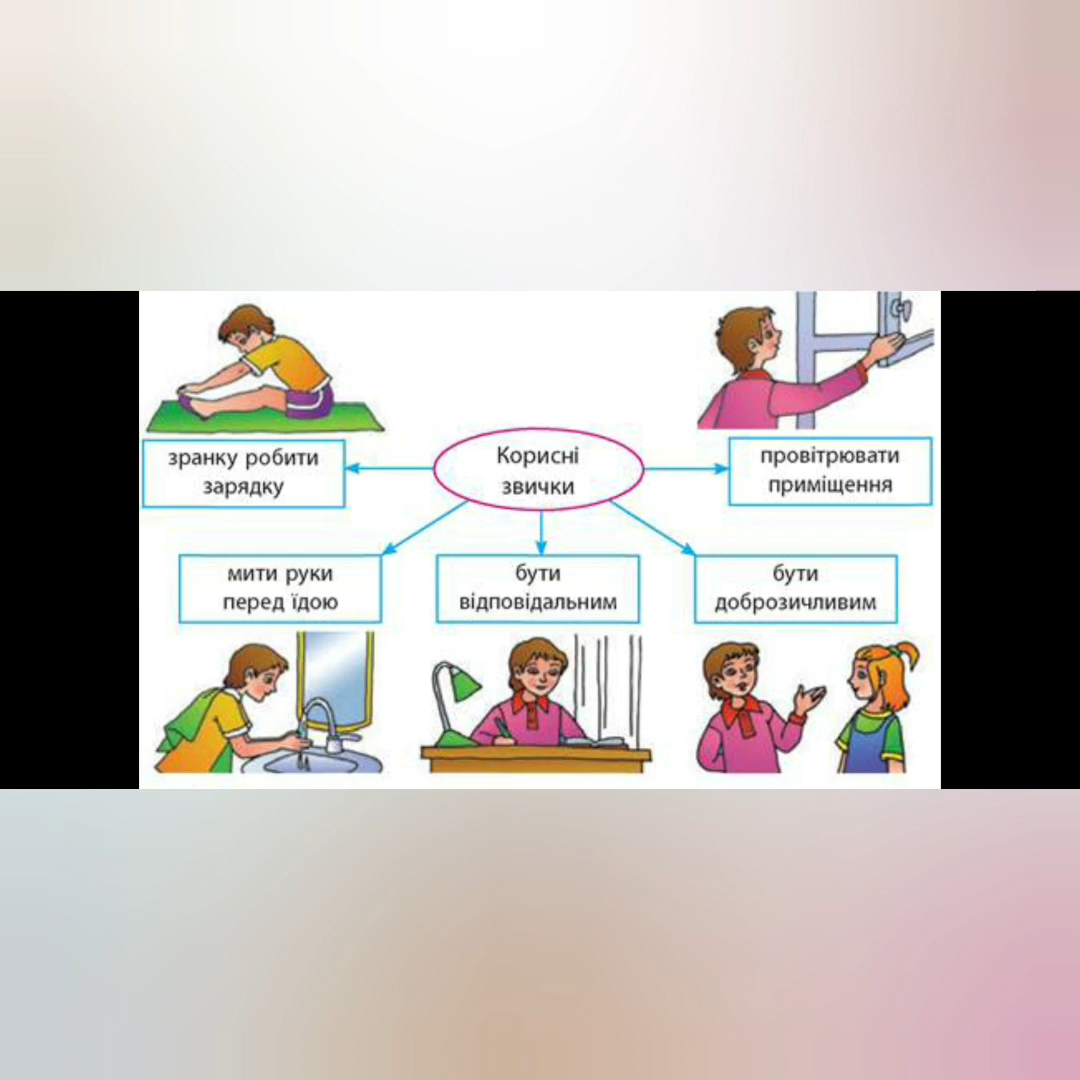 Корисні
звички
зранку робити
зарядку
провітрювати
приміщення
мити руки
перед їдою
бути
відповідальним
бути
доброзичливим